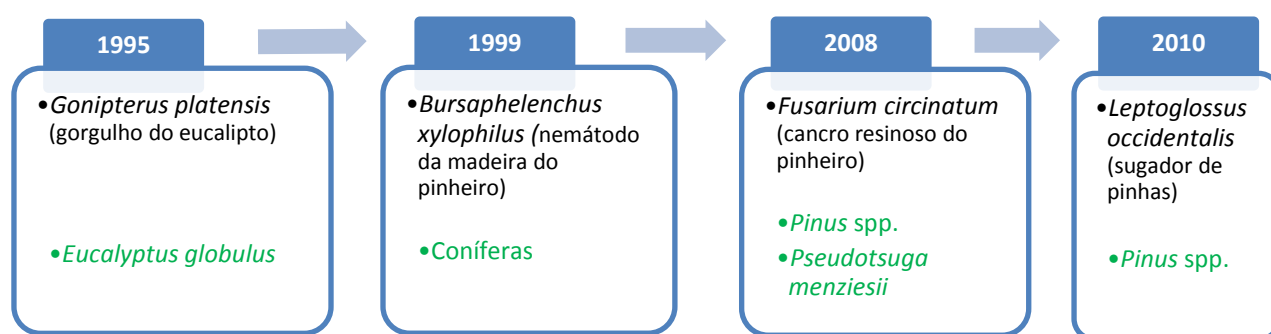 1995
•Gonipterus platensis
(gorgulho do eucalipto)
•Eucalyptus globulus
1999
•Bursaphelenchus
xylophilus (nemátodo
da madeira do
pinheiro)
•Coníferas
2008
•Fusarium circinatum
(cancro resinoso do
pinheiro)
•Pinus spp.
•Pseudotsuga
menziesii
2010
•Leptoglossus
occidentalis
(sugador de
pinhas)
•Pinus spp.